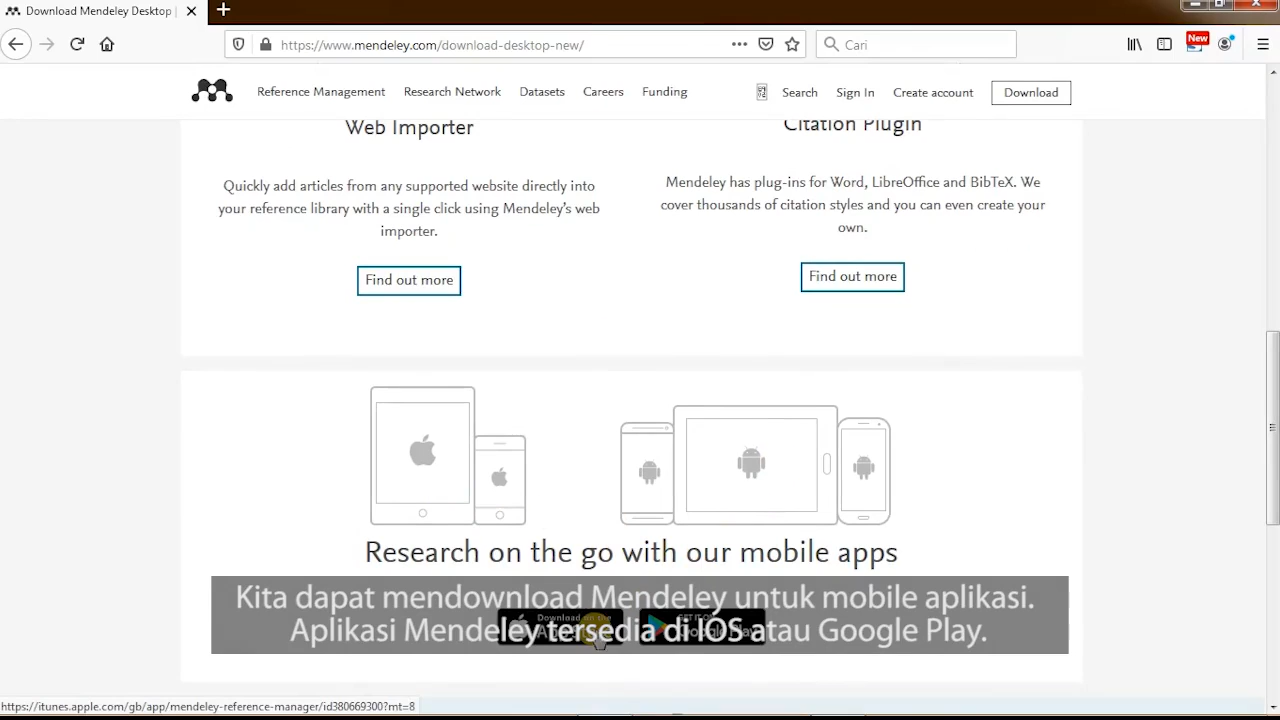 Download Mendeley Desktop |
https://www.mendeley.com/download-desktop-new/
Cari
New
Reference Management Research Network Datasets Careers Funding Search Sign In Create account Download
Web Importer
Quickly add articles from any supported website directly into
your reference library with a single click using Mendeley's web
importer.
Find out more
Citation Plugin
Mendeley has plug-ins for Word, LibreOffice and BibTeX. We
cover thousands of citation styles and you can even create your
own.
Find out more
Research on the go with our mobile apps
Download on the
Kita dapat mendownload Mendeley untuk mobile aplikasi.
Aplikasi Mendeley tersedia di IOS atau Google Play.
https://itunes.apple.com/gb/app/mendeley-reference-manager/id380669300?mt=8